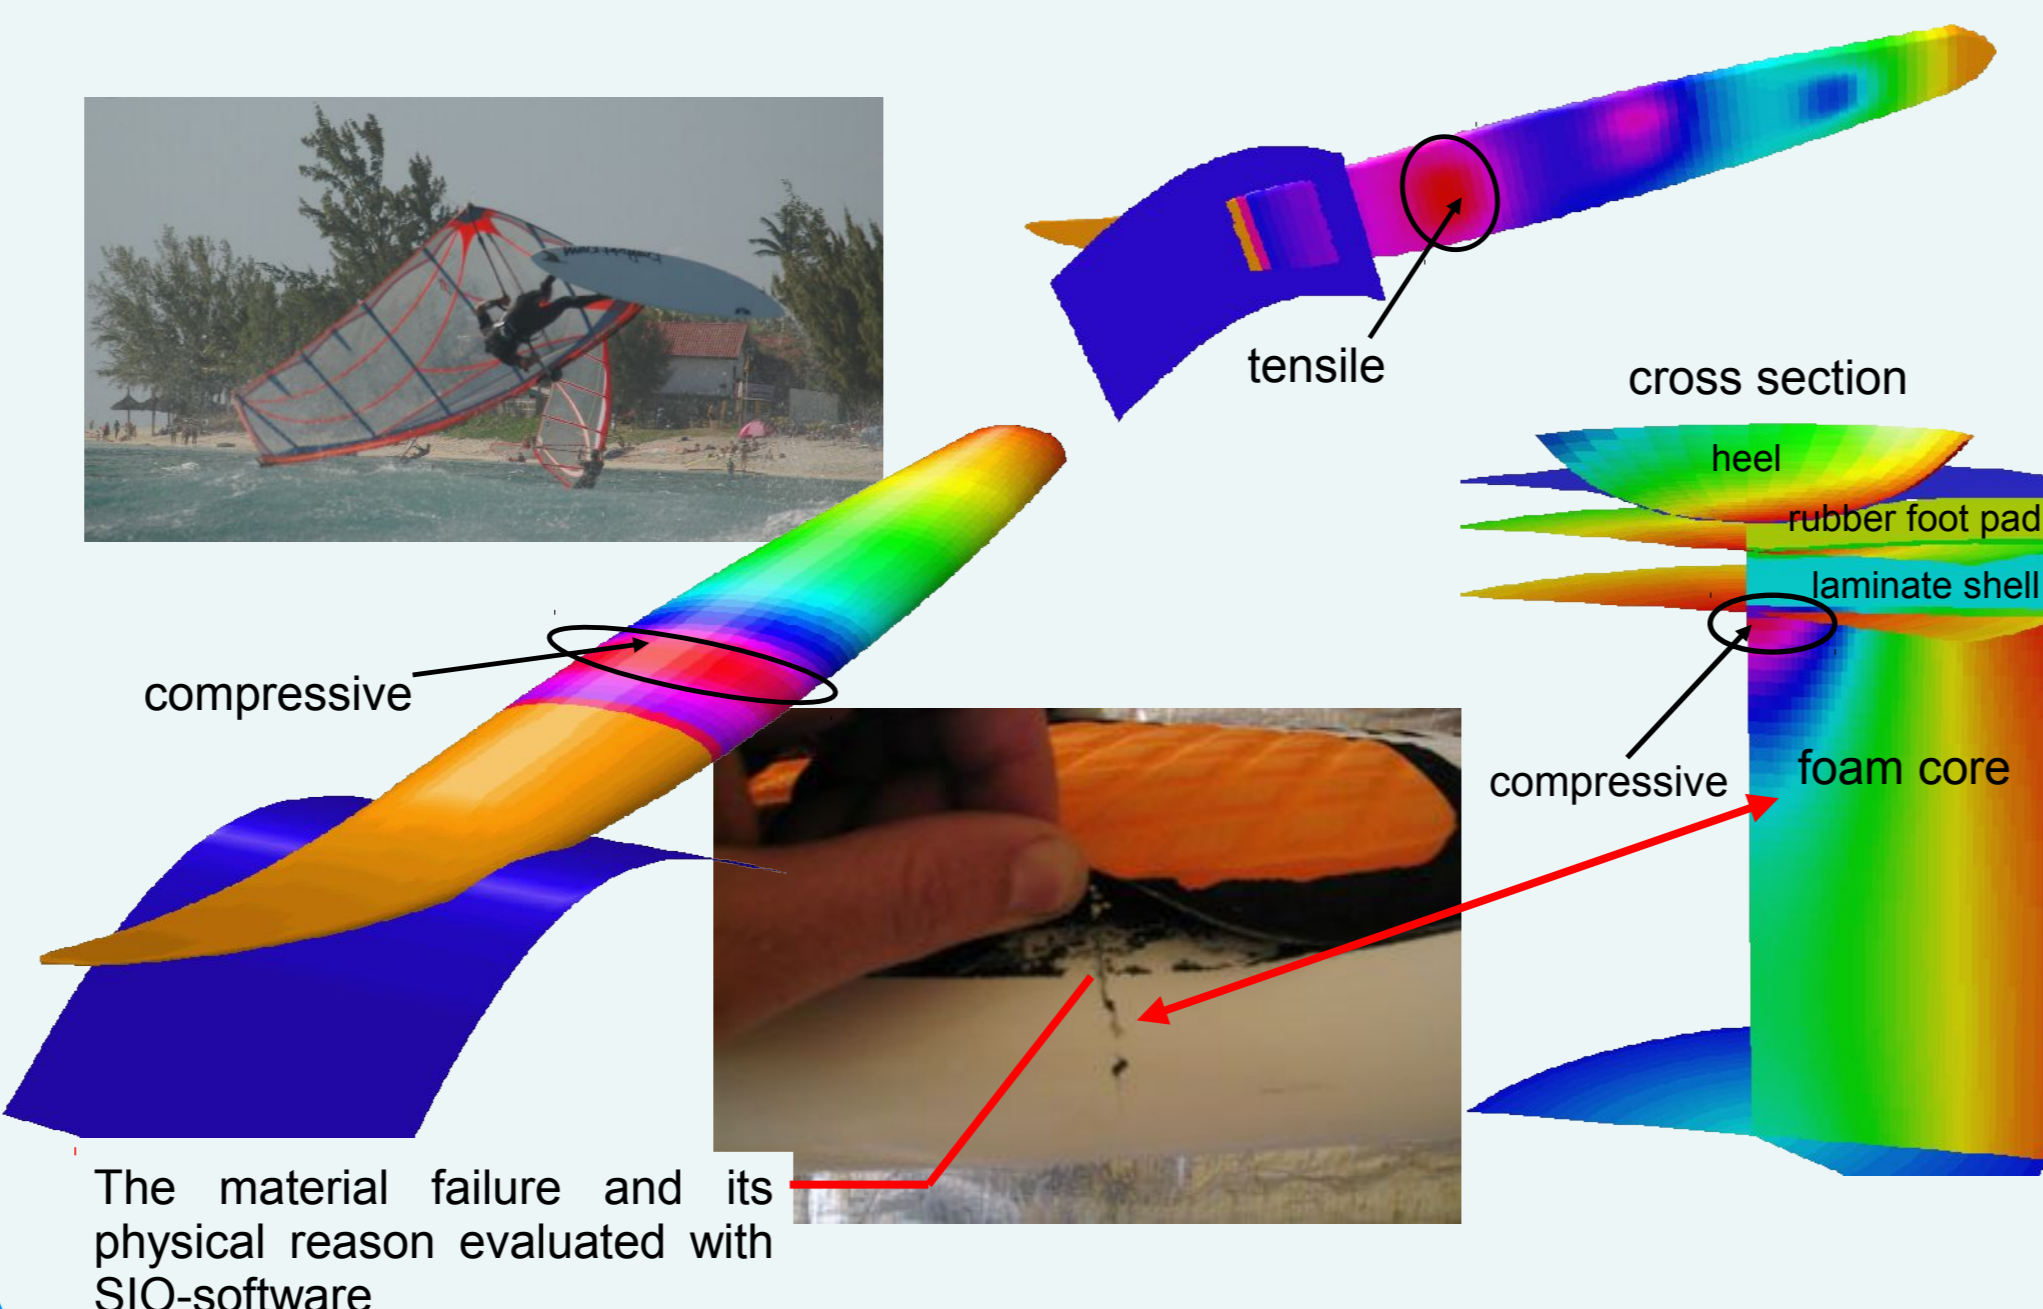 tensile
cross section
heel
rubber foot pad
laminate shell
compressive
compressive
foam core
The material failure and its
physical reason evaluated with
SIO-software